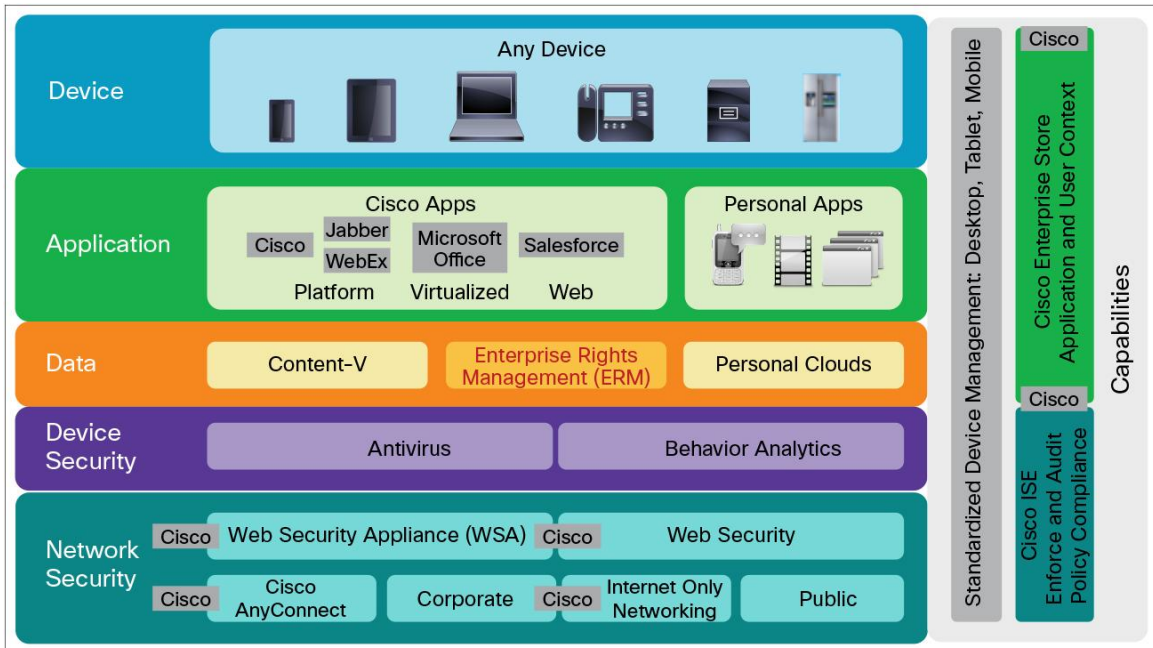 Device
Any Device
Application
Cisco Apps
Cisco
Jabber
WebEx
Microsoft
Office
Salesforce
Platform
Virtualized
Web
Personal Apps
Data
Content-V
Enterprise Rights
Management (ERM)
Personal Clouds
Device
Security
Antivirus
Behavior Analytics
Network
Security
Cisco
Web Security Appliance (WSA)
Cisco
Web Security
Cisco
Cisco
AnyConnect
Corporate
Cisco
Internet Only
Networking
Public
Standardized Device Management: Desktop, Tablet, Mobile
Cisco
Cisco Enterprise Store
Application and User Context
Cisco
Cisco ISE
Enforce and Audit
Policy Compliance
Capabilities